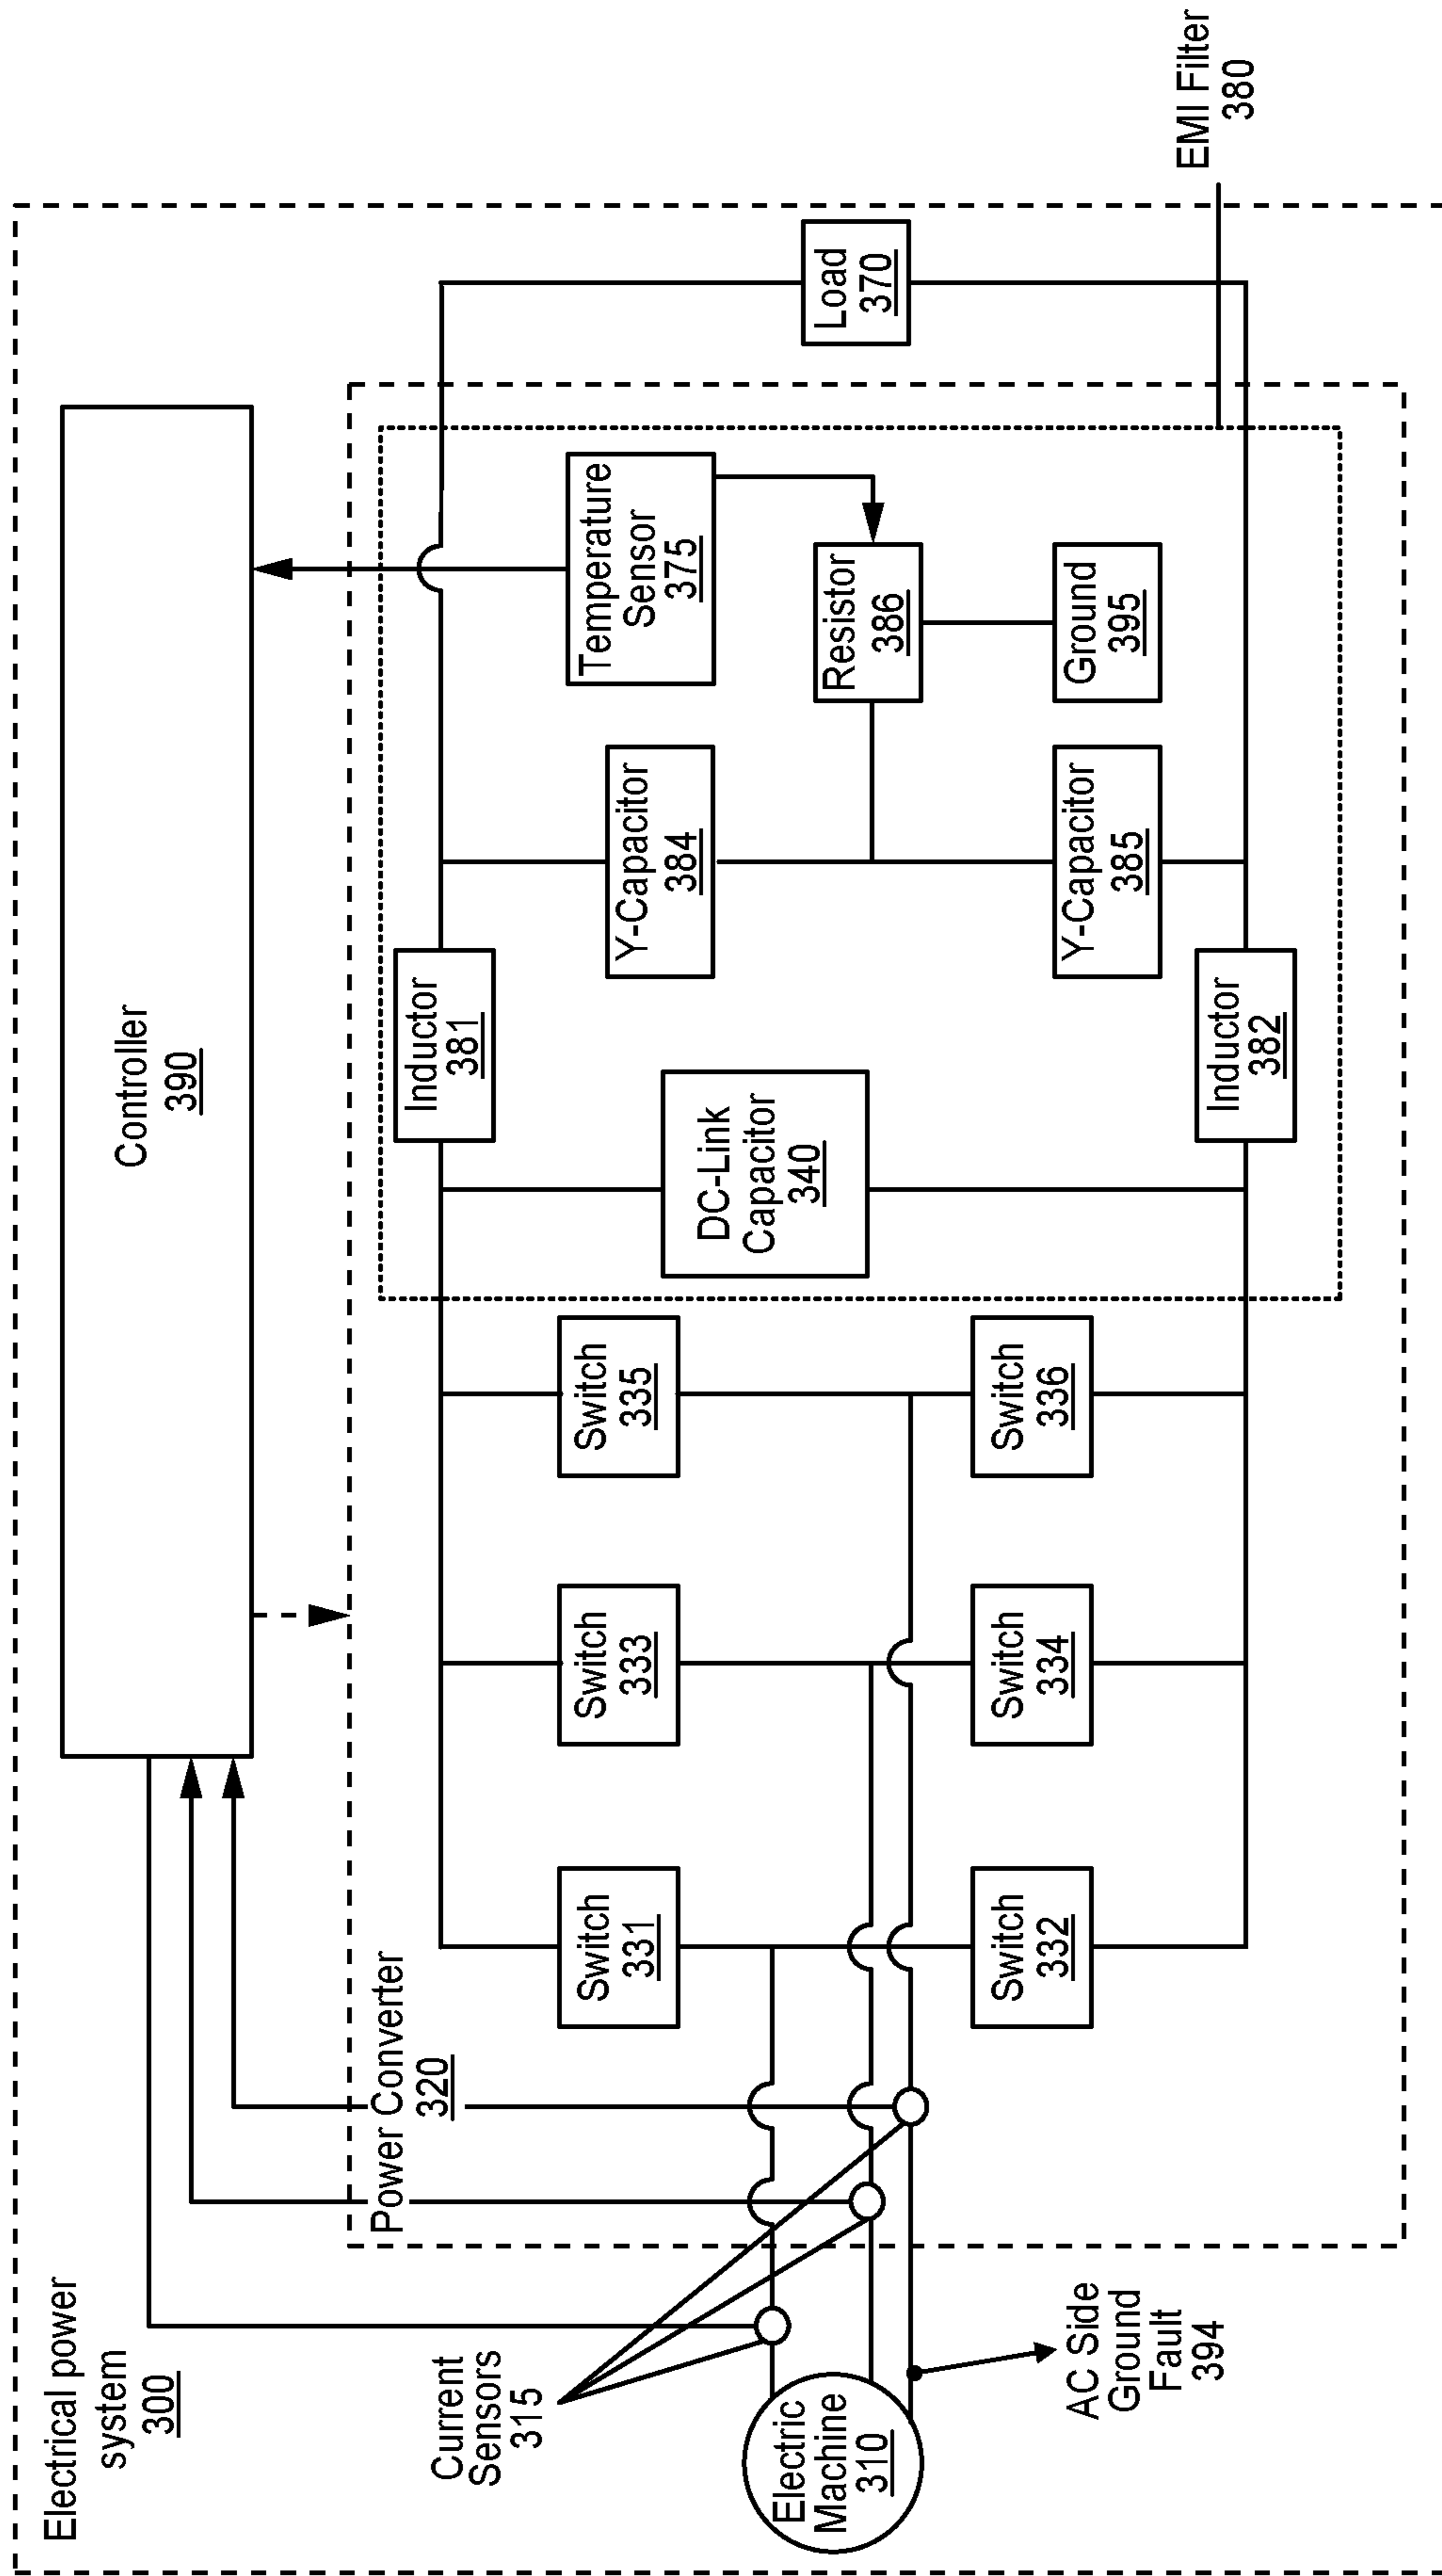 Electrical power
system
300
Controller
390
Power Converter
320
Current
Sensors
315
Electric
Machine
310
AC Side
Ground
Fault
394
Switch
331
Switch
333
Switch
335
Switch
332
Switch
334
Switch
336
DC-Link
Capacitor
340
Inductor
381
Inductor
382
Y-Capacitor
384
Y-Capacitor
385
Temperature
Sensor
375
Resistor
386
Ground
395
Load
370
EMI Filter
380